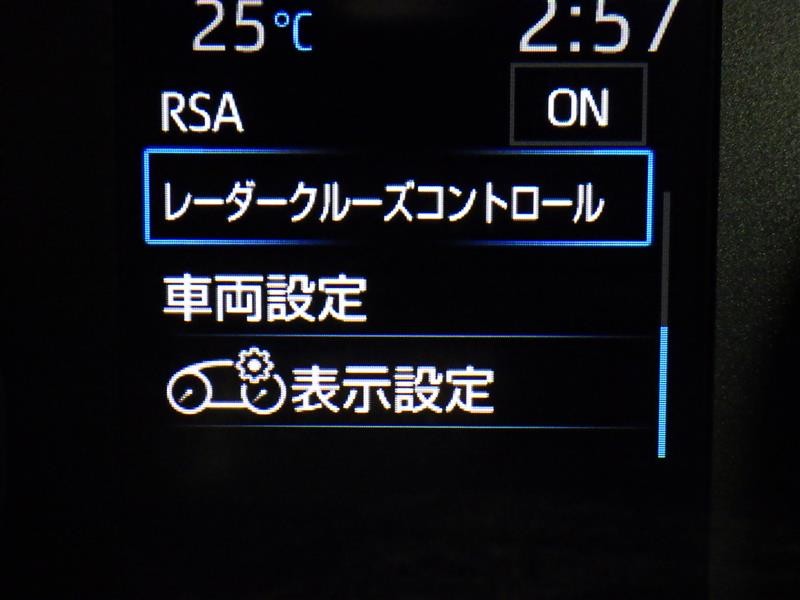 25℃ 2:57
RSA ON
レーダークルーズコントロール
車両設定
表示設定